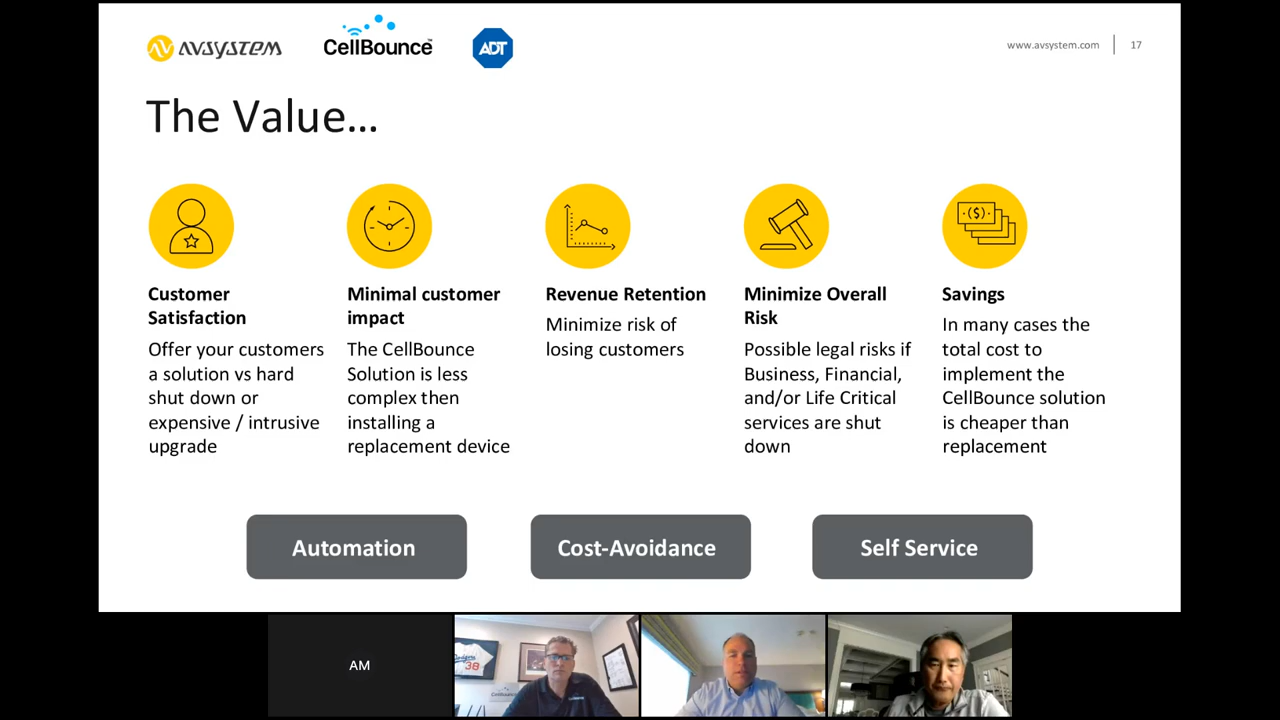 AVSYSTEM
CellBounce™
ADT
www.avsystem.com
17
The Value…
Customer
Satisfaction
Offer your customers
a solution vs hard
shut down or
expensive / intrusive
upgrade
Minimal customer
impact
The CellBounce
Solution is less
complex then
installing a
replacement device
Revenue Retention
Minimize risk of
losing customers
Minimize Overall
Risk
Possible legal risks if
Business, Financial,
and/or Life Critical
services are shut
down
($)
Savings
In many cases the
total cost to
implement the
CellBounce solution
is cheaper than
replacement
Automation
Cost-Avoidance
Self Service
AM
Dodgers
38
CellBounce